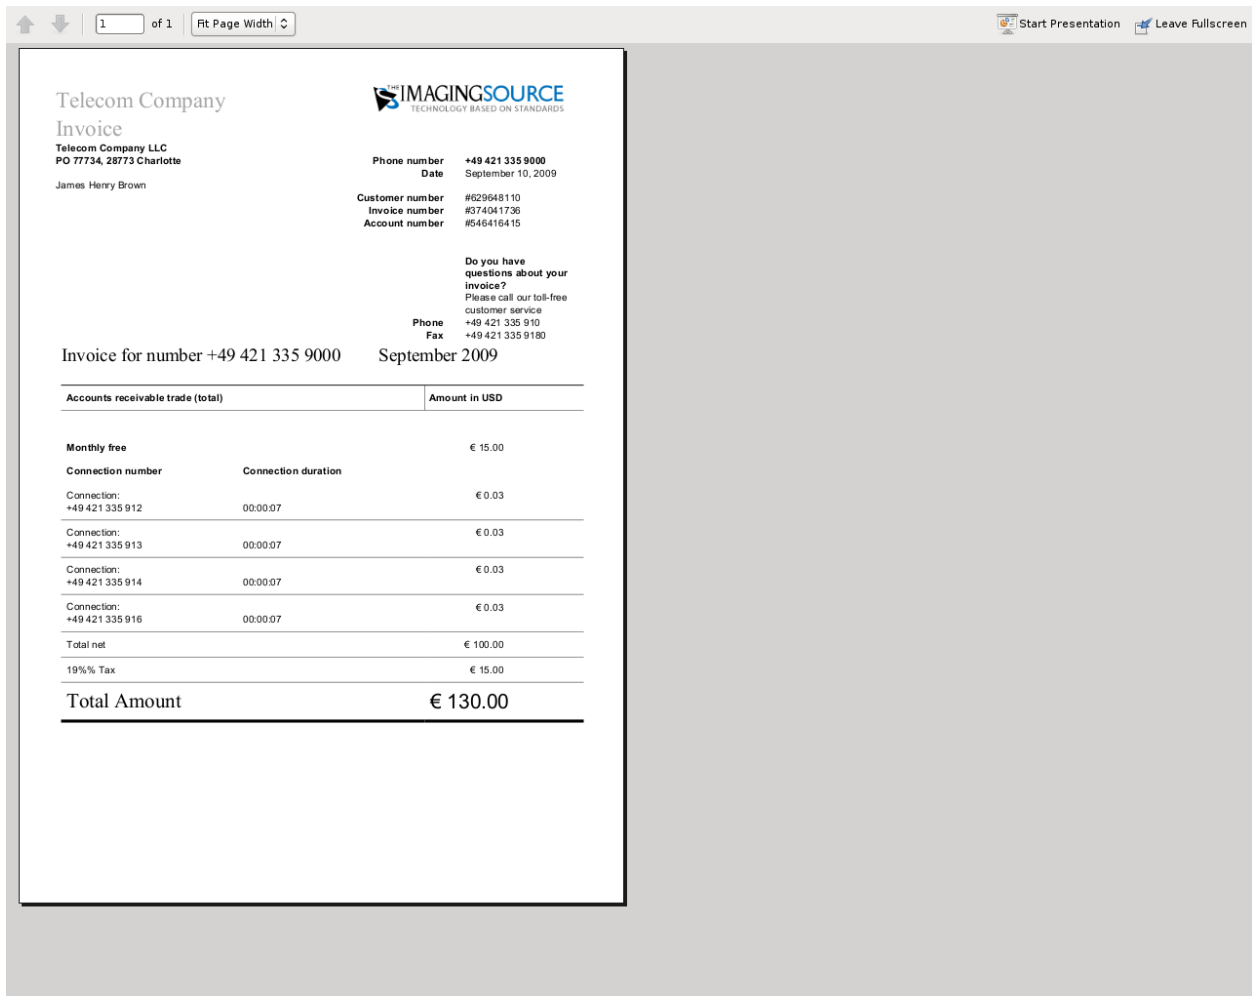 1 of 1 Fit Page Width Start Presentation Leave Fullscreen
Telecom Company
Invoice
THE IMAGINGSOURCE
TECHNOLOGY BASED ON STANDARDS
Telecom Company LLC
PO 77734, 28773 Charlotte
James Henry Brown
Phone number +49 421 335 9000
Date September 10, 2009
Customer number #629648110
Invoice number #374041736
Account number #546416415
Do you have
questions about your
invoice?
Please call our toll-free
customer service
Phone +49 421 335 910
Fax +49 421 335 9180
Invoice for number +49 421 335 9000 September 2009
Accounts receivable trade (total) Amount in USD
Monthly free € 15.00
Connection number Connection duration
Connection: € 0.03
+49 421 335 912 00:00:07
Connection: € 0.03
+49 421 335 913 00:00:07
Connection: € 0.03
+49 421 335 914 00:00:07
Connection: € 0.03
+49 421 335 916 00:00:07
Total net € 100.00
19%% Tax € 15.00
Total Amount € 130.00